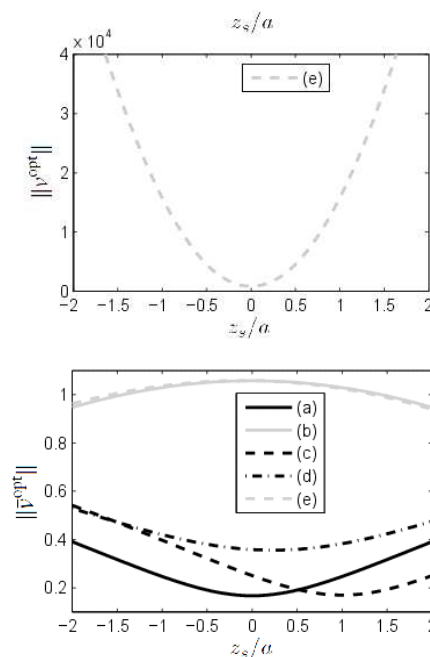 z_s/a
× 10⁴
4
3
2
1
0
‖ν^opt‖
(e)
-2 -1.5 -1 -0.5 0 0.5 1 1.5 2
z_s/a
1
0.8
0.6
0.4
0.2
‖ν̄^opt‖
(a)
(b)
(c)
(d)
(e)
-2 -1.5 -1 -0.5 0 0.5 1 1.5 2
z_s/a